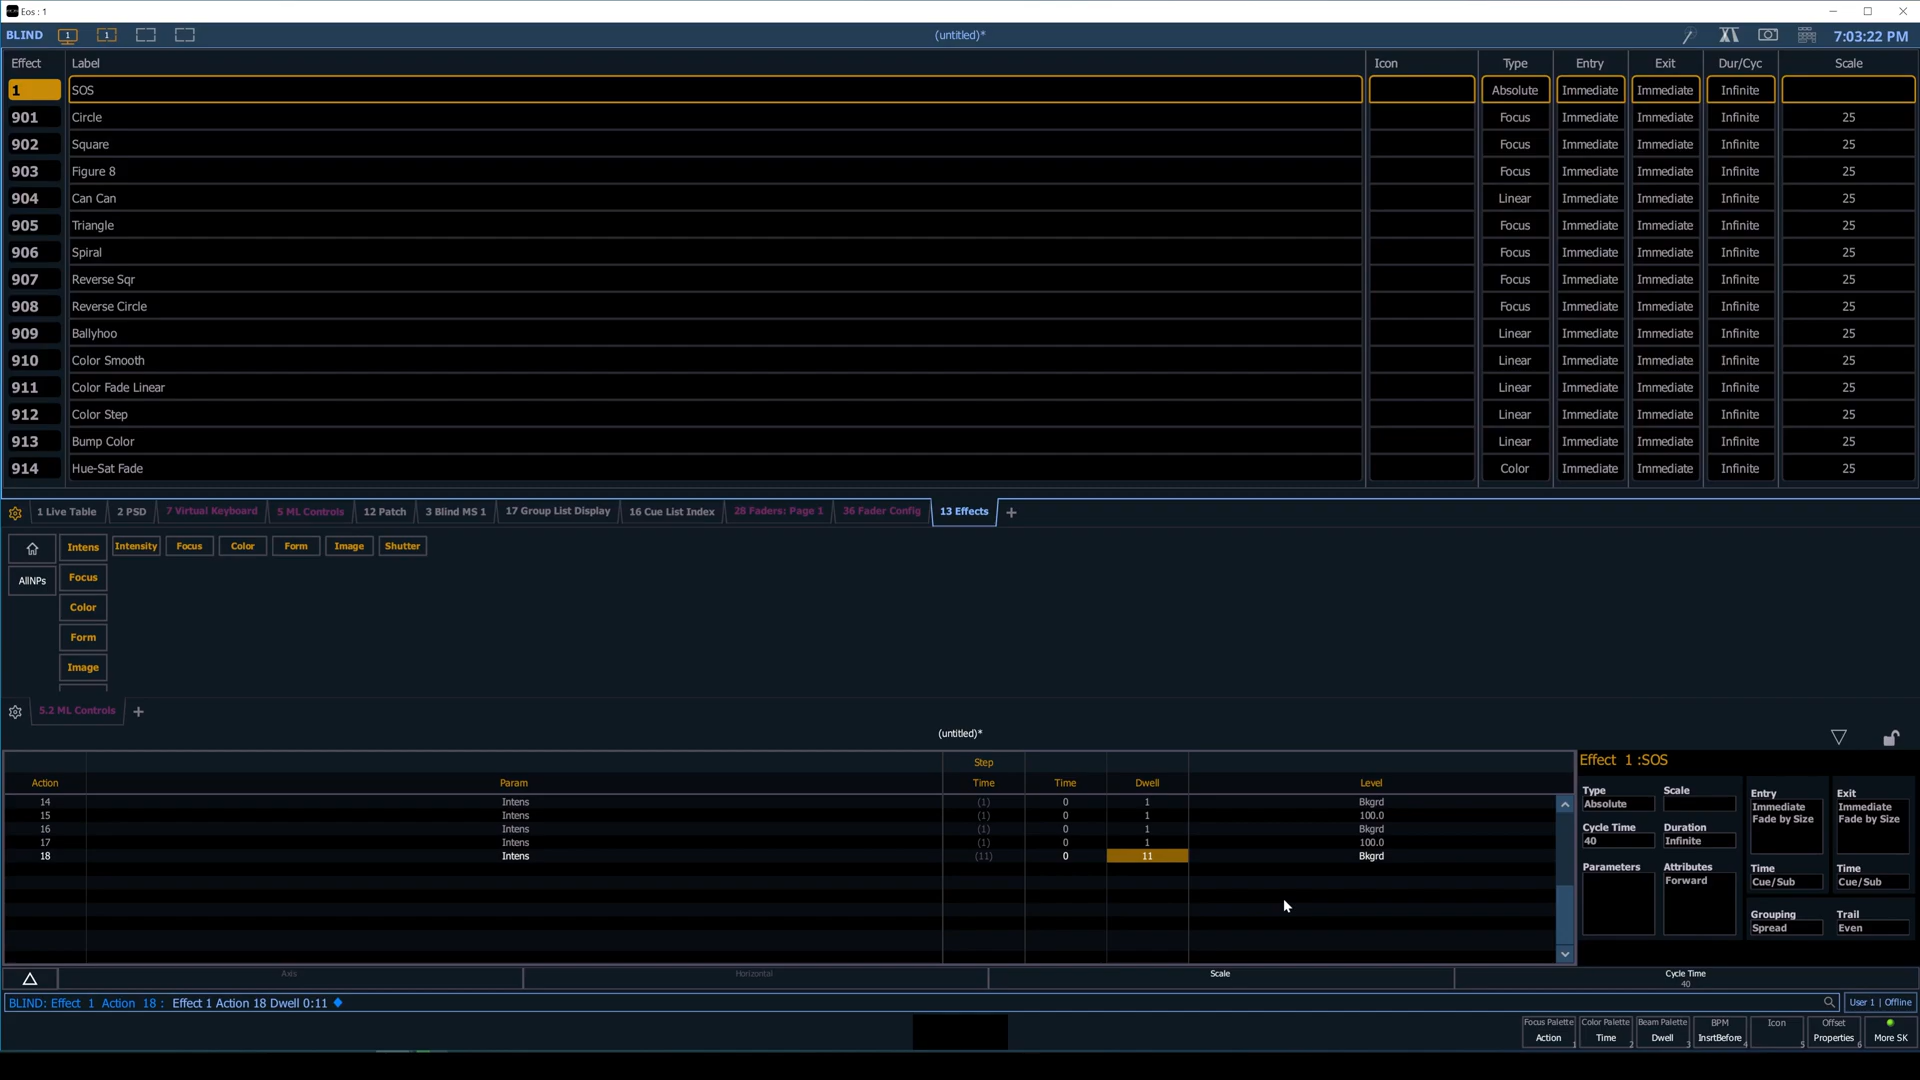 Eos : 1
BLIND 1 1 (untitled)* 7:03:22 PM
Effect Label Icon Type Entry Exit Dur/Cyc Scale
1 SOS Absolute Immediate Immediate Infinite
901 Circle Focus Immediate Immediate Infinite 25
902 Square Focus Immediate Immediate Infinite 25
903 Figure 8 Focus Immediate Immediate Infinite 25
904 Can Can Linear Immediate Immediate Infinite 25
905 Triangle Focus Immediate Immediate Infinite 25
906 Spiral Focus Immediate Immediate Infinite 25
907 Reverse Sqr Focus Immediate Immediate Infinite 25
908 Reverse Circle Focus Immediate Immediate Infinite 25
909 Ballyhoo Linear Immediate Immediate Infinite 25
910 Color Smooth Linear Immediate Immediate Infinite 25
911 Color Fade Linear Linear Immediate Immediate Infinite 25
912 Color Step Linear Immediate Immediate Infinite 25
913 Bump Color Linear Immediate Immediate Infinite 25
914 Hue-Sat Fade Color Immediate Immediate Infinite 25
1 Live Table 2 PSD 7 Virtual Keyboard 5 ML Controls 12 Patch 3 Blind MS 1 17 Group List Display 16 Cue List Index 28 Faders: Page 1 36 Fader Config 13 Effects +
Intens Intensity Focus Color Form Image Shutter
AllNPs Focus
Color
Form
Image
5.2 ML Controls +
(untitled)*
Step
Action Param Time Time Dwell Level
14 Intens (1) 0 1 Bkgrd
15 Intens (1) 0 1 100.0
16 Intens (1) 0 1 Bkgrd
17 Intens (1) 0 1 100.0
18 Intens (11) 0 11 Bkgrd
Effect 1 :SOS
Type Scale Entry Exit
Absolute Immediate Immediate
Fade by Size Fade by Size
Cycle Time Duration
40 Infinite
Parameters Attributes Time Time
Forward Cue/Sub Cue/Sub
Grouping Trail
Spread Even
Axis Horizontal Scale Cycle Time
40
BLIND: Effect 1 Action 18 : Effect 1 Action 18 Dwell 0:11 User 1 | Offline
Focus Palette Color Palette Beam Palette BPM Icon Offset
Action 1 Time 2 Dwell 3 InsrtBefore 4 5 Properties 6 More SK